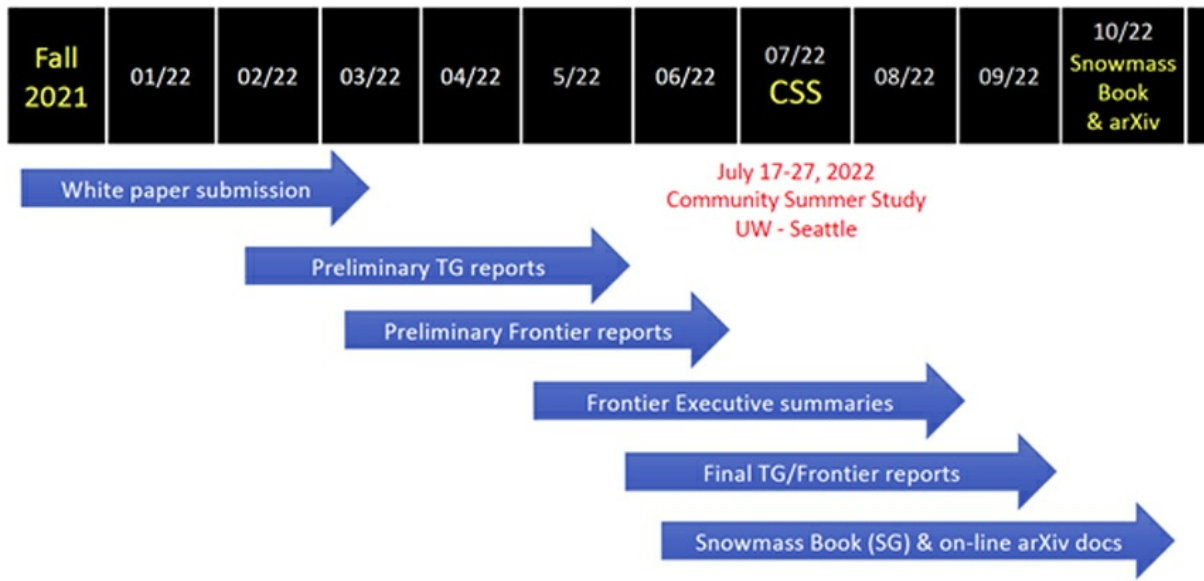 Fall
2021
01/22
02/22
03/22
04/22
5/22
06/22
07/22
CSS
08/22
09/22
10/22
Snowmass
Book
& arXiv
White paper submission
July 17-27, 2022
Community Summer Study
UW - Seattle
Preliminary TG reports
Preliminary Frontier reports
Frontier Executive summaries
Final TG/Frontier reports
Snowmass Book (SG) & on-line arXiv docs